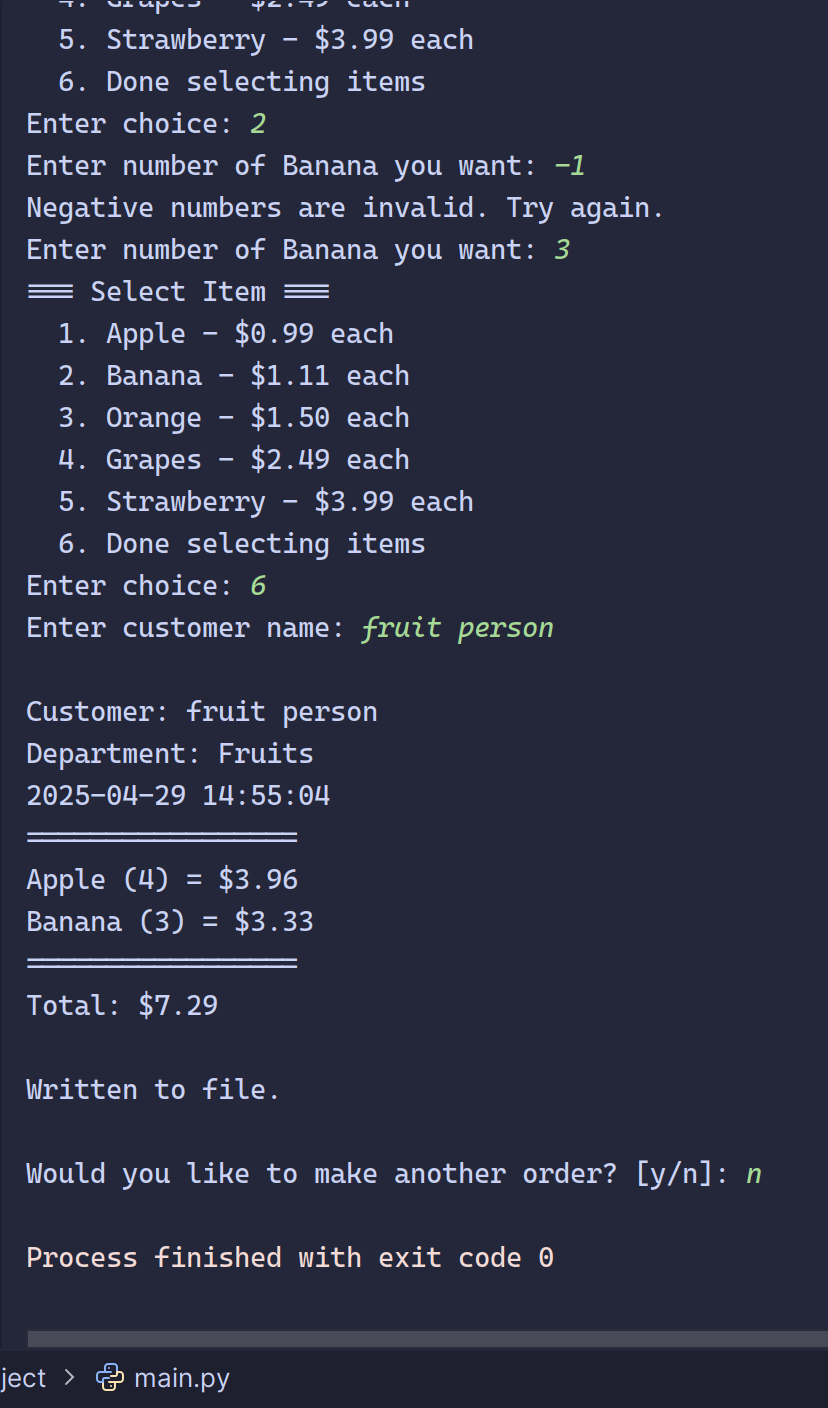 4. Grapes - $2.49 each
5. Strawberry - $3.99 each
6. Done selecting items
Enter choice: 2
Enter number of Banana you want: -1
Negative numbers are invalid. Try again.
Enter number of Banana you want: 3
=== Select Item ===
1. Apple - $0.99 each
2. Banana - $1.11 each
3. Orange - $1.50 each
4. Grapes - $2.49 each
5. Strawberry - $3.99 each
6. Done selecting items
Enter choice: 6
Enter customer name: fruit person
Customer: fruit person
Department: Fruits
2025-04-29 14:55:04
=================
Apple (4) = $3.96
Banana (3) = $3.33
=================
Total: $7.29
Written to file.
Would you like to make another order? [y/n]: n
Process finished with exit code 0
ject > main.py